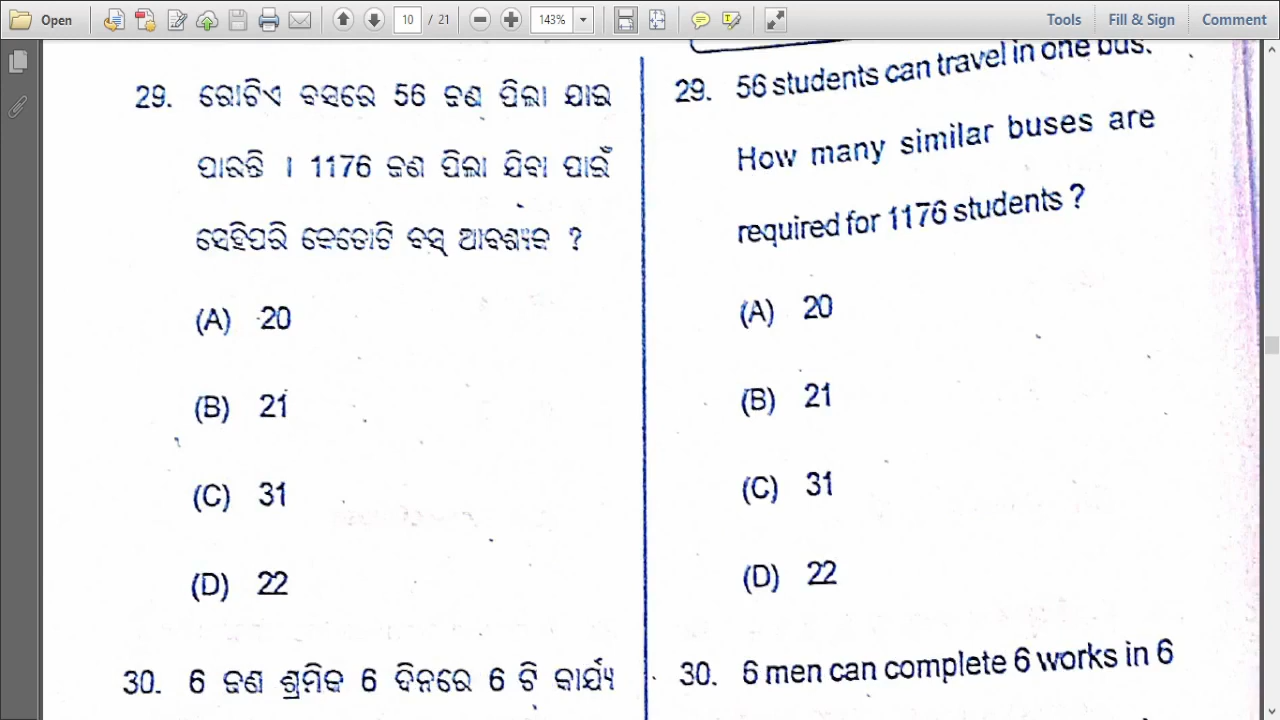 Open
10 / 21
143%
Tools
Fill & Sign
Comment
29. ଗୋଟିଏ ବସରେ 56 ଜଣ ପିଲା ଯାଇ
ପାରନ୍ତି । 1176 ଜଣ ପିଲା ଯିବା ପାଇଁ
ସେହିପରି କେତୋଟି ବସ୍ ଆବଶ୍ୟକ ?
(A) 20
(B) 21
(C) 31
(D) 22
30. 6 ଜଣ ଶ୍ରମିକ 6 ଦିନରେ 6 ଟି କାର୍ଯ୍ୟ
29. 56 students can travel in one bus.
How many similar buses are
required for 1176 students ?
(A) 20
(B) 21
(C) 31
(D) 22
30. 6 men can complete 6 works in 6